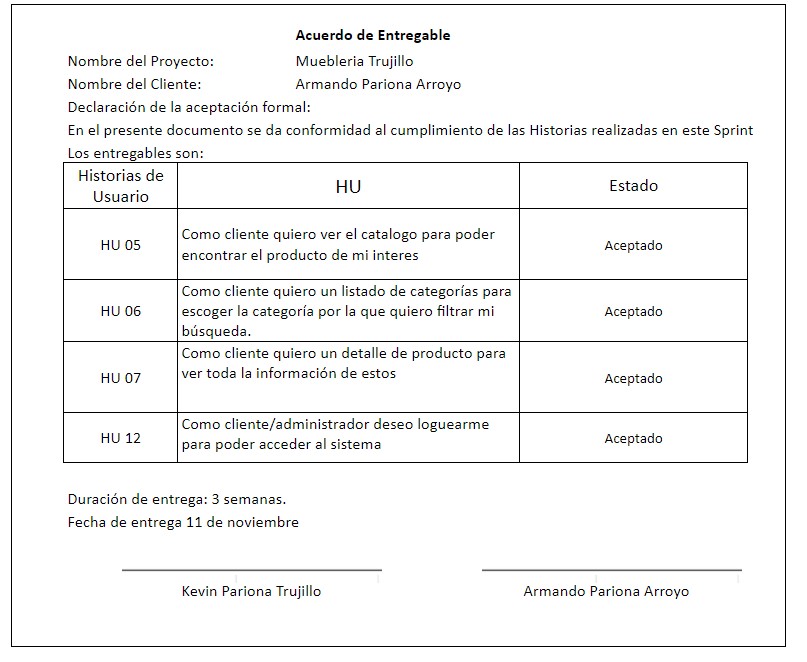 Acuerdo de Entregable
Nombre del Proyecto: Muebleria Trujillo
Nombre del Cliente: Armando Pariona Arroyo
Declaración de la aceptación formal:
En el presente documento se da conformidad al cumplimiento de las Historias realizadas en este Sprint
Los entregables son:
Historias de
Usuario
HU
Estado
HU 05
Como cliente quiero ver el catalogo para poder
encontrar el producto de mi interes
Aceptado
HU 06
Como cliente quiero un listado de categorías para
escoger la categoría por la que quiero filtrar mi
búsqueda.
Aceptado
HU 07
Como cliente quiero un detalle de producto para
ver toda la información de estos
Aceptado
HU 12
Como cliente/administrador deseo loguearme
para poder acceder al sistema
Aceptado
Duración de entrega: 3 semanas.
Fecha de entrega 11 de noviembre
Kevin Pariona Trujillo
Armando Pariona Arroyo